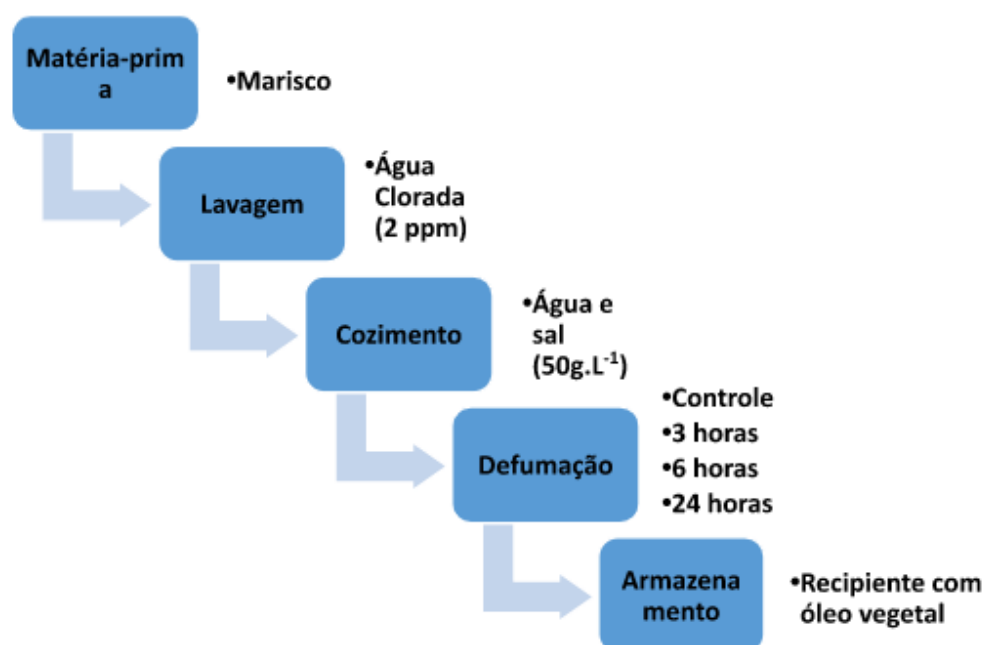 Matéria-prim
a
•Marisco
Lavagem
•Água
Clorada
(2 ppm)
Cozimento
•Água e
sal
(50g.L⁻¹)
Defumação
•Controle
•3 horas
•6 horas
•24 horas
Armazena
mento
•Recipiente com
óleo vegetal